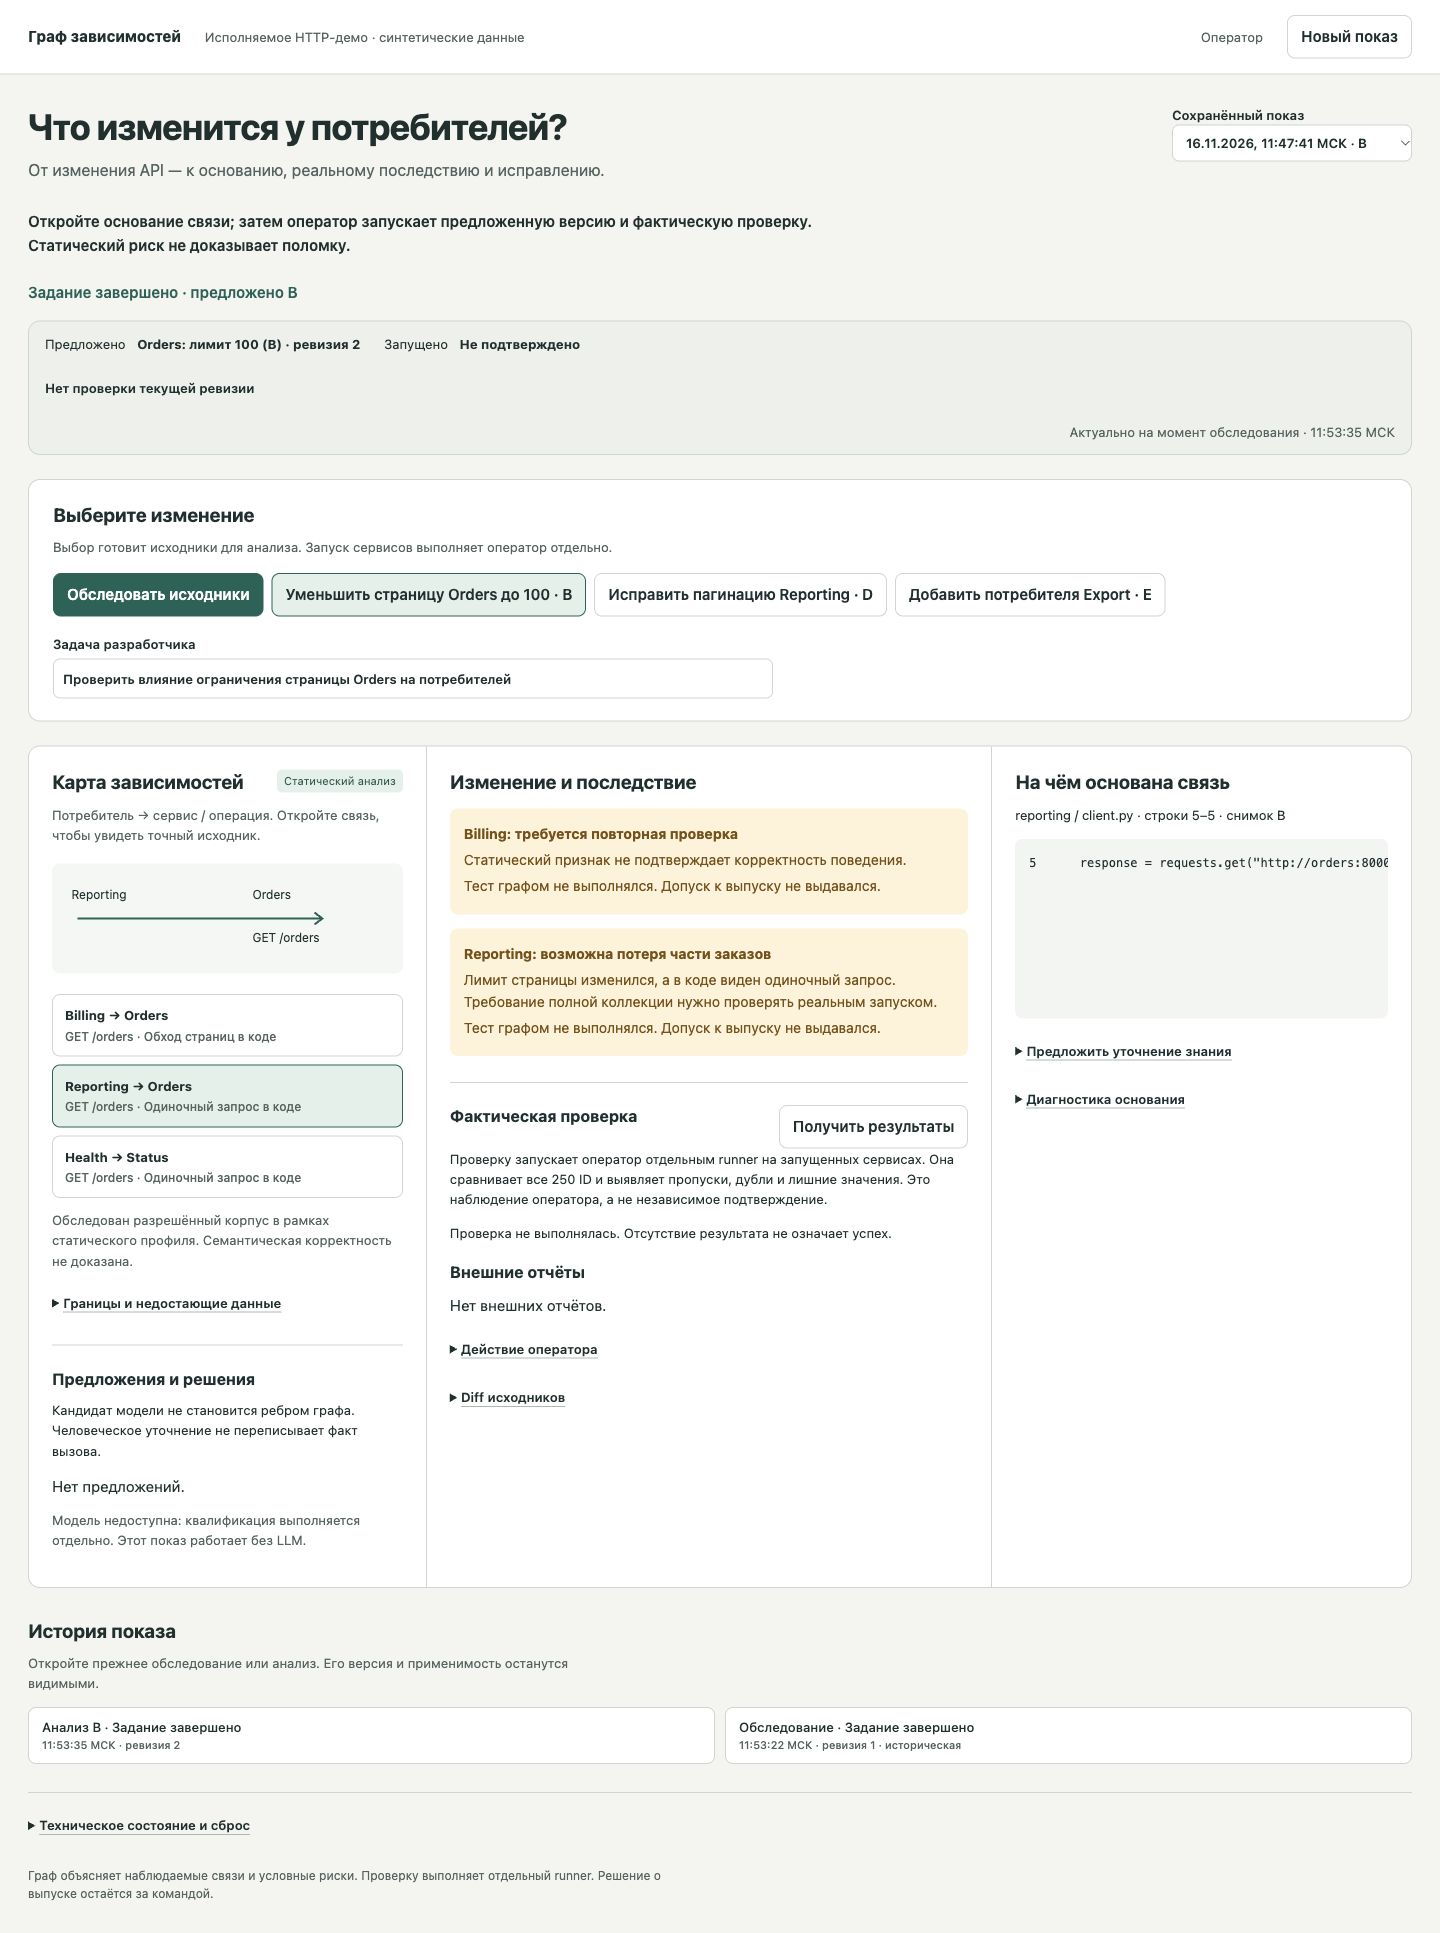 Граф зависимостей
Исполняемое HTTP-демо · синтетические данные
Оператор
Новый показ
Что изменится у потребителей?
Сохранённый показ
16.11.2026, 11:47:41 МСК · B
От изменения API — к основанию, реальному последствию и исправлению.
Откройте основание связи; затем оператор запускает предложенную версию и фактическую проверку.
Статический риск не доказывает поломку.
Задание завершено · предложено B
Предложено Orders: лимит 100 (B) · ревизия 2 Запущено Не подтверждено
Нет проверки текущей ревизии
Актуально на момент обследования · 11:53:35 МСК
Выберите изменение
Выбор готовит исходники для анализа. Запуск сервисов выполняет оператор отдельно.
Обследовать исходники
Уменьшить страницу Orders до 100 · B
Исправить пагинацию Reporting · D
Добавить потребителя Export · E
Задача разработчика
Проверить влияние ограничения страницы Orders на потребителей
Карта зависимостей
Статический анализ
Потребитель → сервис / операция. Откройте связь,
чтобы увидеть точный исходник.
Reporting
Orders
GET /orders
Billing → Orders
GET /orders · Обход страниц в коде
Reporting → Orders
GET /orders · Одиночный запрос в коде
Health → Status
GET /orders · Одиночный запрос в коде
Обследован разрешённый корпус в рамках
статического профиля. Семантическая корректность
не доказана.
Границы и недостающие данные
Предложения и решения
Кандидат модели не становится ребром графа.
Человеческое уточнение не переписывает факт
вызова.
Нет предложений.
Модель недоступна: квалификация выполняется
отдельно. Этот показ работает без LLM.
Изменение и последствие
Billing: требуется повторная проверка
Статический признак не подтверждает корректность поведения.
Тест графом не выполнялся. Допуск к выпуску не выдавался.
Reporting: возможна потеря части заказов
Лимит страницы изменился, а в коде виден одиночный запрос.
Требование полной коллекции нужно проверять реальным запуском.
Тест графом не выполнялся. Допуск к выпуску не выдавался.
Фактическая проверка
Получить результаты
Проверку запускает оператор отдельным runner на запущенных сервисах. Она
сравнивает все 250 ID и выявляет пропуски, дубли и лишние значения. Это
наблюдение оператора, а не независимое подтверждение.
Проверка не выполнялась. Отсутствие результата не означает успех.
Внешние отчёты
Нет внешних отчётов.
Действие оператора
Diff исходников
На чём основана связь
reporting / client.py · строки 5–5 · снимок B
5 response = requests.get("http://orders:8000
Предложить уточнение знания
Диагностика основания
История показа
Откройте прежнее обследование или анализ. Его версия и применимость останутся
видимыми.
Анализ B · Задание завершено
11:53:35 МСК · ревизия 2
Обследование · Задание завершено
11:53:22 МСК · ревизия 1 · историческая
Техническое состояние и сброс
Граф объясняет наблюдаемые связи и условные риски. Проверку выполняет отдельный runner. Решение о
выпуске остаётся за командой.